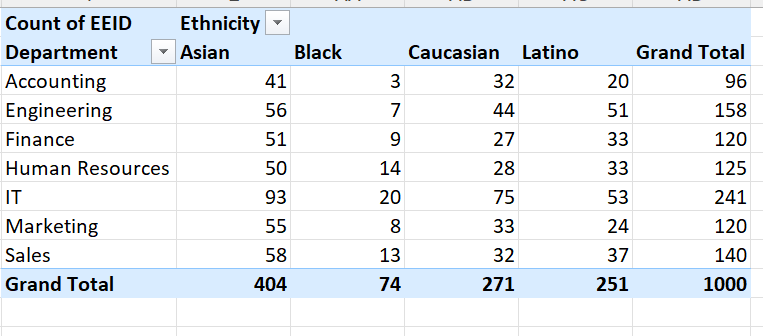 Count of EEID Ethnicity
Department Asian Black Caucasian Latino Grand Total
Accounting 41 3 32 20 96
Engineering 56 7 44 51 158
Finance 51 9 27 33 120
Human Resources 50 14 28 33 125
IT 93 20 75 53 241
Marketing 55 8 33 24 120
Sales 58 13 32 37 140
Grand Total 404 74 271 251 1000